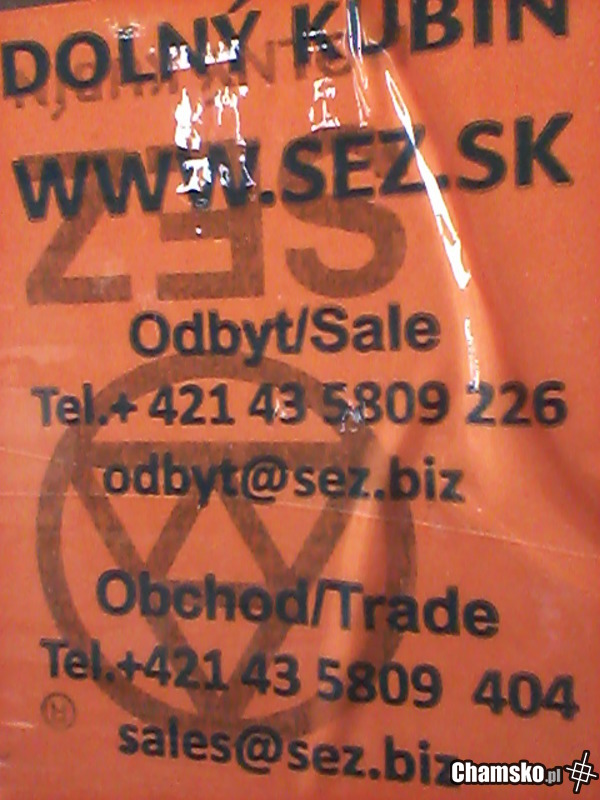 DOLNÝ KUBÍN
WWW.SEZ.SK
SEZ
Odbyt/Sale
Tel.+ 421 43 5809 226
odbyt@sez.biz
Obchod/Trade
Tel.+421 43 5809 404
sales@sez.biz
Chamsko.pl